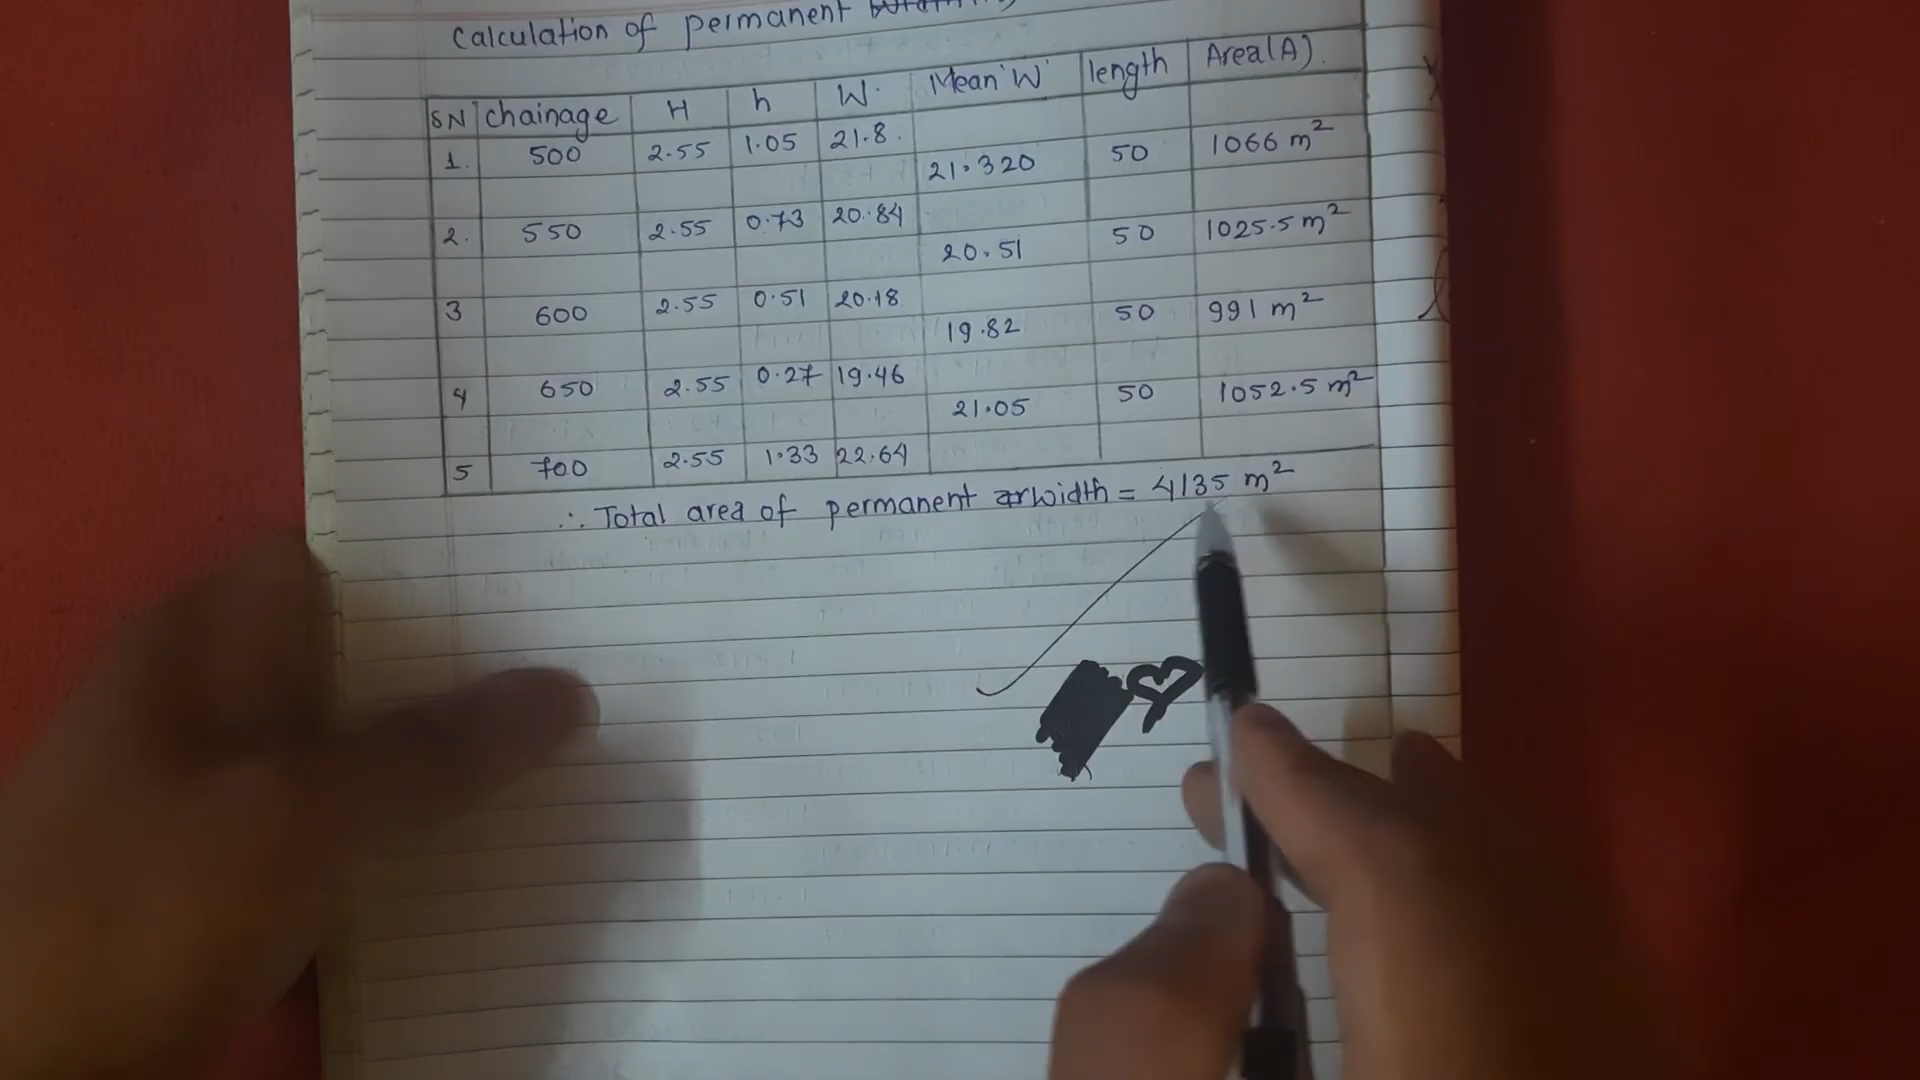 Calculation of permanent
SN chainage H h W. Mean 'W' length Area(A).
1. 500 2.55 1.05 21.8. 21.320 50 1066 m²
2. 550 2.55 0.73 20.84 20.51 50 1025.5 m²
3 600 2.55 0.51 20.18 19.82 50 991 m²
4 650 2.55 0.27 19.46 21.05 50 1052.5 m²
5 700 2.55 1.33 22.64
∴ Total area of permanent width = 4135 m²